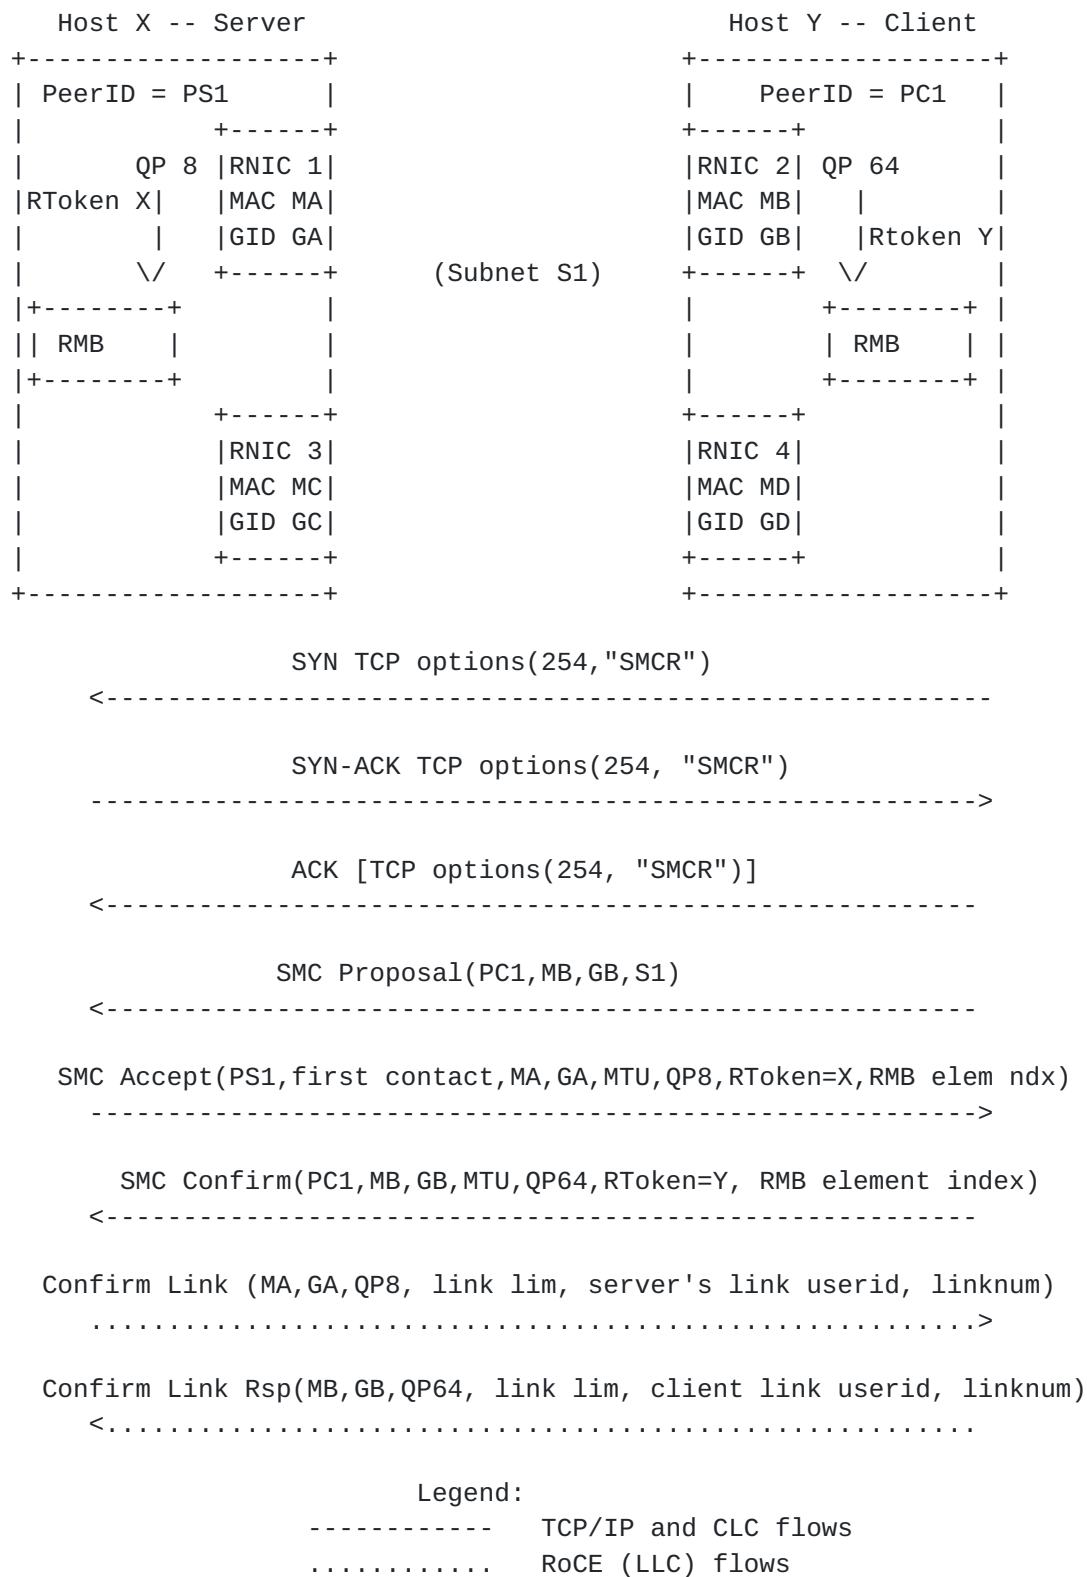 Host X -- Server                           Host Y -- Client
PeerID = PS1                               PeerID = PC1
QP 8 |RNIC 1|                      |RNIC 2| QP 64
|RToken X|   |MAC MA|                      |MAC MB|   |
|GID GA|                      |GID GB|   |Rtoken Y|
\/                 (Subnet S1)                 \/
RMB                                        RMB
|RNIC 3|                      |RNIC 4|
|MAC MC|                      |MAC MD|
|GID GC|                      |GID GD|
SYN TCP options(254,"SMCR")
SYN-ACK TCP options(254, "SMCR")
ACK [TCP options(254, "SMCR")]
SMC Proposal(PC1,MB,GB,S1)
SMC Accept(PS1,first contact,MA,GA,MTU,QP8,RToken=X,RMB elem ndx)
SMC Confirm(PC1,MB,GB,MTU,QP64,RToken=Y, RMB element index)
Confirm Link (MA,GA,QP8, link lim, server's link userid, linknum)
Confirm Link Rsp(MB,GB,QP64, link lim, client link userid, linknum)
Legend:
------------   TCP/IP and CLC flows
............   RoCE (LLC) flows